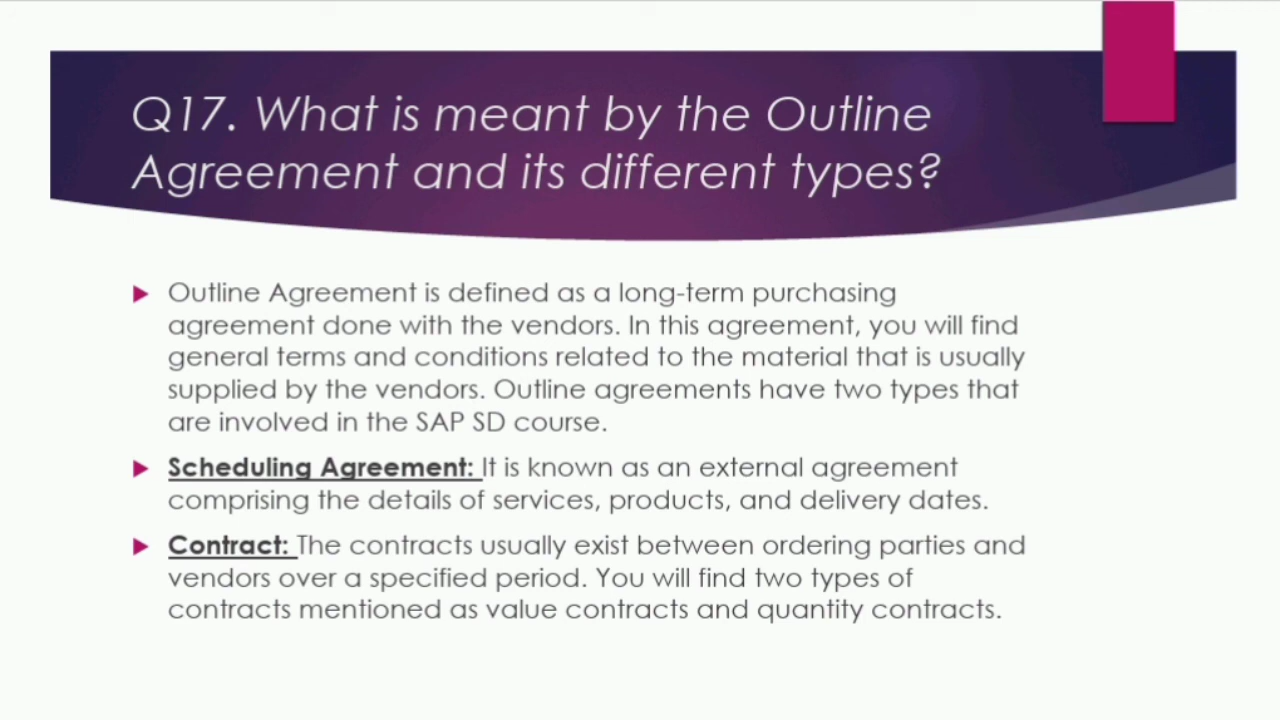 Q17. What is meant by the Outline
Agreement and its different types?
Outline Agreement is defined as a long-term purchasing
agreement done with the vendors. In this agreement, you will find
general terms and conditions related to the material that is usually
supplied by the vendors. Outline agreements have two types that
are involved in the SAP SD course.
Scheduling Agreement: It is known as an external agreement
comprising the details of services, products, and delivery dates.
Contract: The contracts usually exist between ordering parties and
vendors over a specified period. You will find two types of
contracts mentioned as value contracts and quantity contracts.